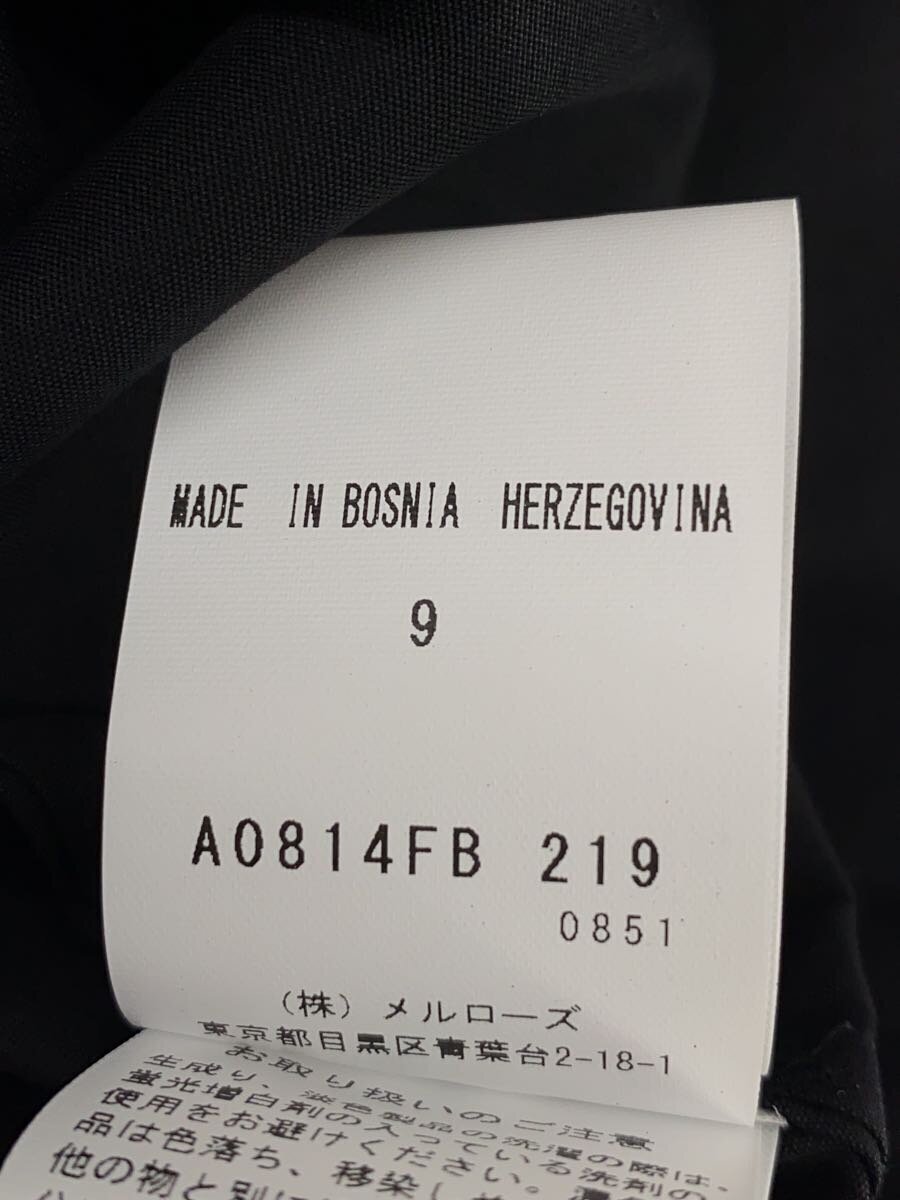 MADE IN BOSNIA HERZEGOVINA
9
A0814FB 219
0851
(株) メルローズ
東京都目黒区青葉台2-18-1
お取り扱いのご注意
生成り、淡色製品の洗濯の際は、
蛍光増白剤の入っている洗剤の
使用をお避けください。濃色
品は色落ち、移染し
他の物と別に